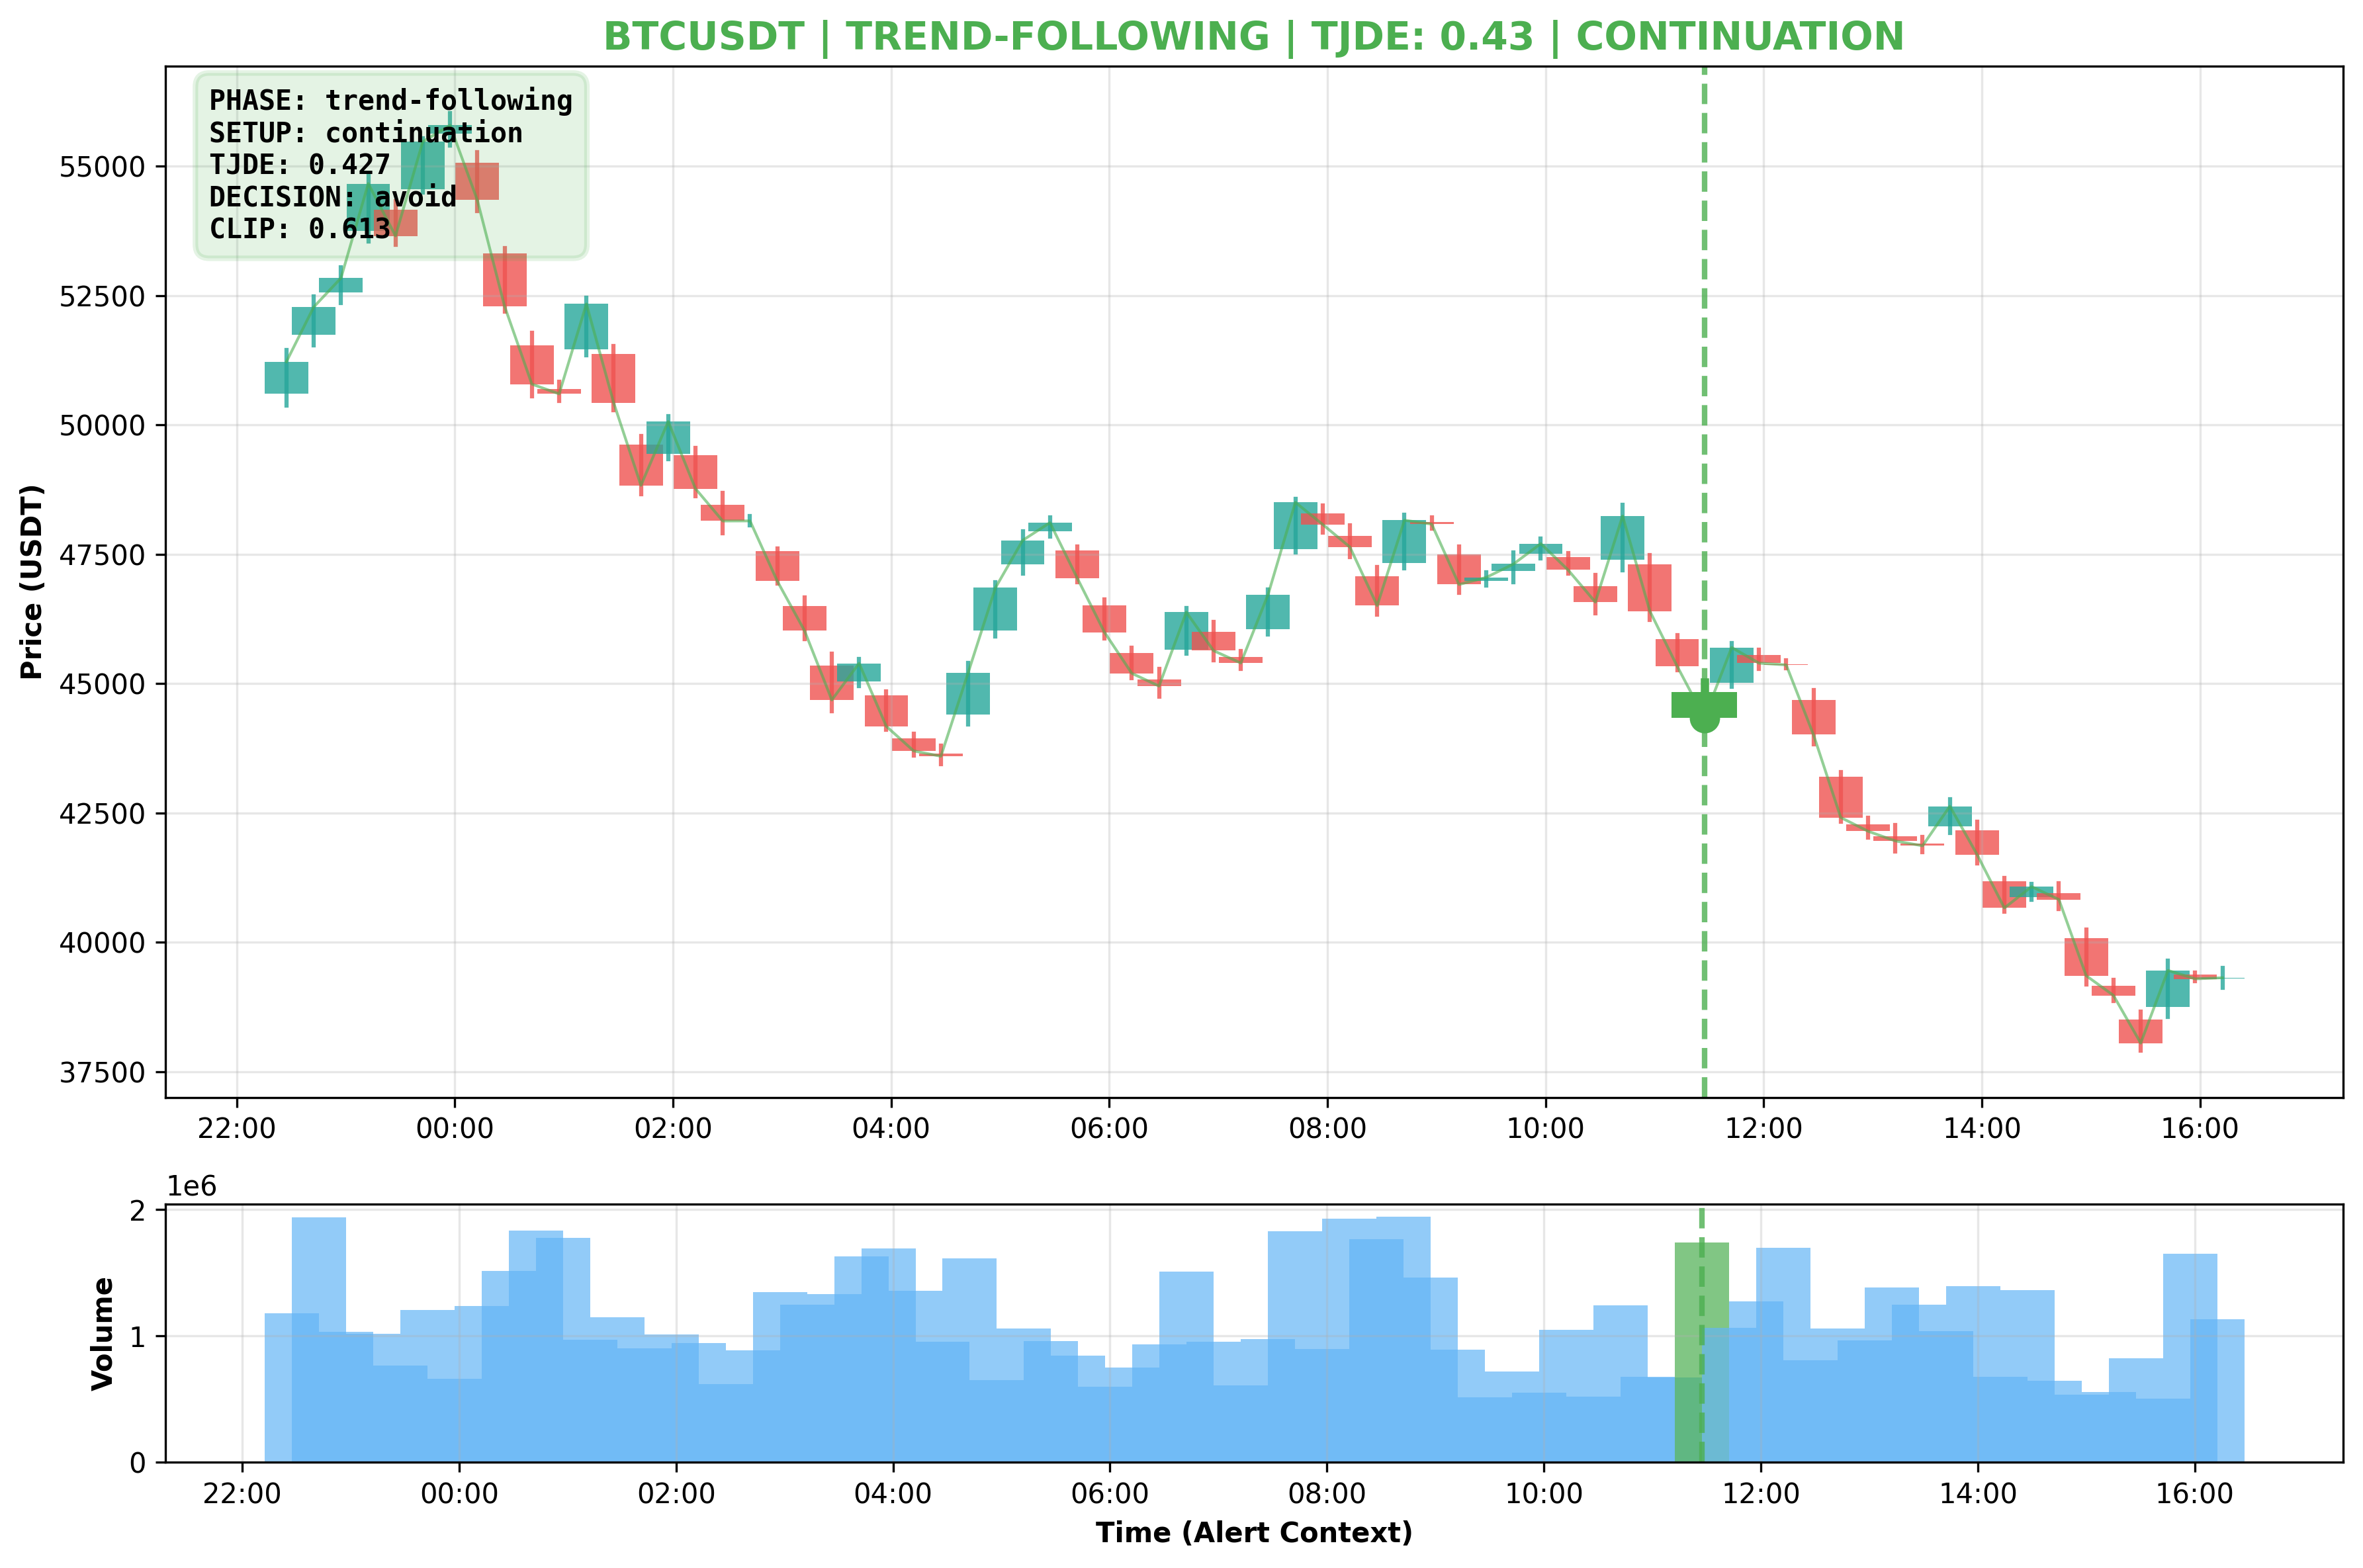 BTCUSDT | TREND-FOLLOWING | TJDE: 0.43 | CONTINUATION
PHASE: trend-following
SETUP: continuation
TJDE: 0.427
DECISION: avoid
CLIP: 0.613
Price (USDT)
55000
52500
50000
47500
45000
42500
40000
37500
22:00 00:00 02:00 04:00 06:00 08:00 10:00 12:00 14:00 16:00
1e6
Volume
2
1
0
22:00 00:00 02:00 04:00 06:00 08:00 10:00 12:00 14:00 16:00
Time (Alert Context)